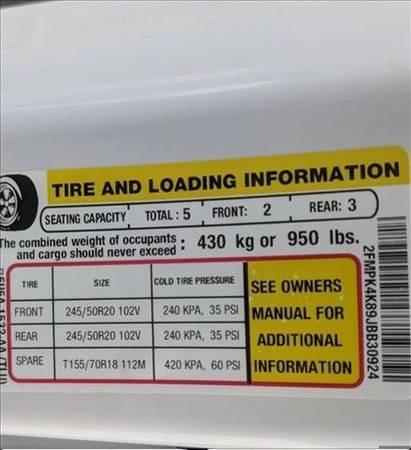 TIRE AND LOADING INFORMATION
SEATING CAPACITY TOTAL : 5 FRONT: 2 REAR: 3
The combined weight of occupants and cargo should never exceed : 430 kg or 950 lbs.
TIRE SIZE COLD TIRE PRESSURE
FRONT 245/50R20 102V 240 KPA, 35 PSI
REAR 245/50R20 102V 240 KPA, 35 PSI
SPARE T155/70R18 112M 420 KPA, 60 PSI
SEE OWNERS
MANUAL FOR
ADDITIONAL
INFORMATION
2FMPK4K89JBB30924